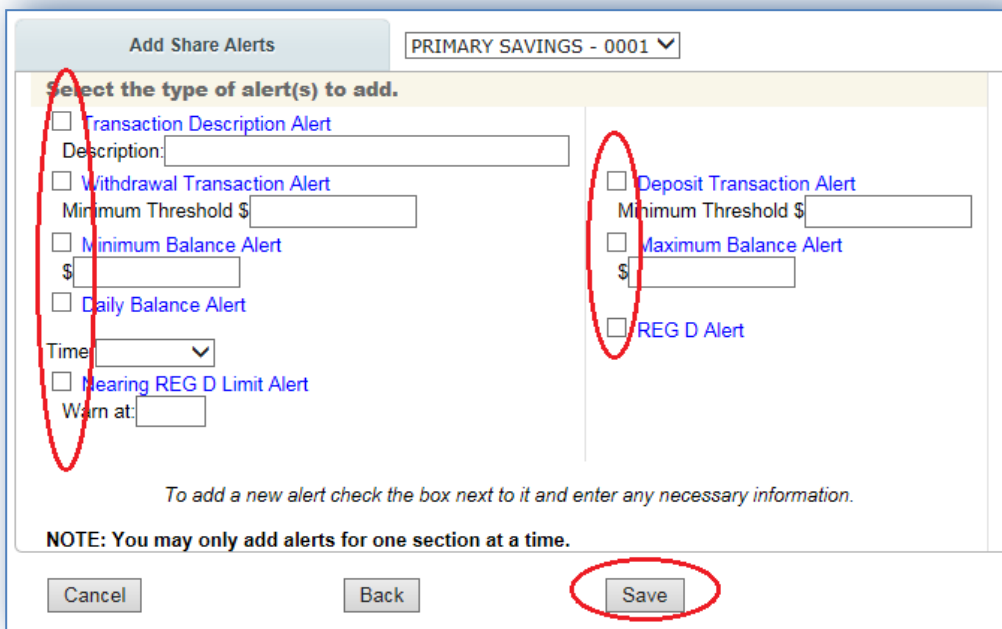 Add Share Alerts
PRIMARY SAVINGS - 0001
Select the type of alert(s) to add.
Transaction Description Alert
Description:
Withdrawal Transaction Alert
Minimum Threshold $
Minimum Balance Alert
$
Daily Balance Alert
Time
Nearing REG D Limit Alert
Warn at:
Deposit Transaction Alert
Minimum Threshold $
Maximum Balance Alert
$
REG D Alert
To add a new alert check the box next to it and enter any necessary information.
NOTE: You may only add alerts for one section at a time.
Cancel
Back
Save